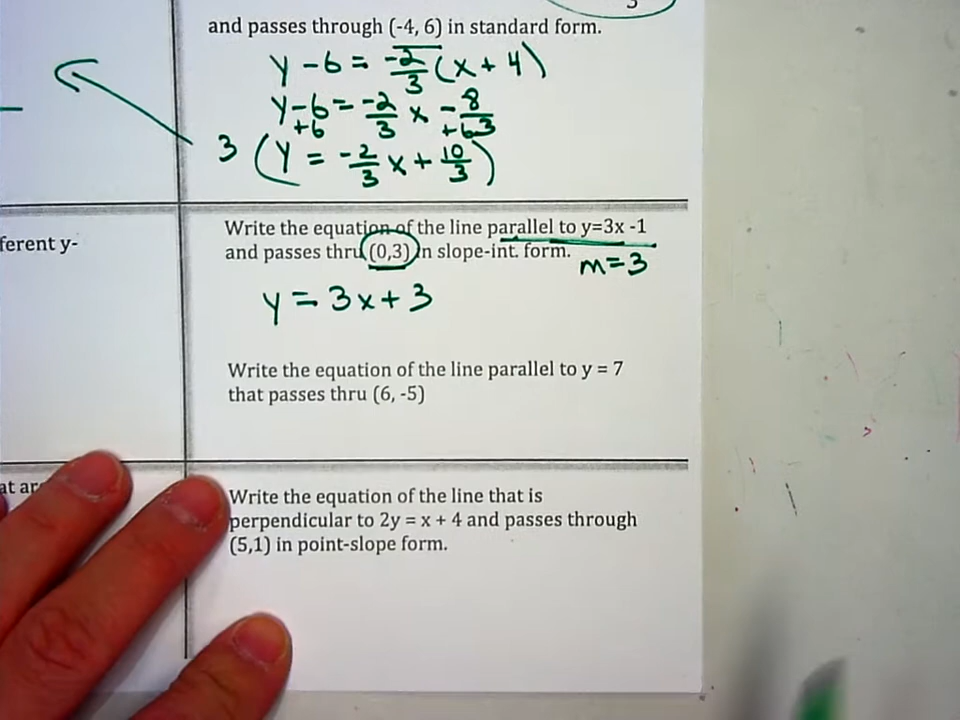 3
and passes through (-4, 6) in standard form.
y - 6 = -2/3 (x + 4)
y - 6 = -2/3 x - 8/3
+6 +6
3 (y = -2/3 x + 10/3)
ferent y-
Write the equation of the line parallel to y=3x -1
and passes thru (0,3) in slope-int. form.
m=3
y = 3x + 3
Write the equation of the line parallel to y = 7
that passes thru (6, -5)
at ar
Write the equation of the line that is
perpendicular to 2y = x + 4 and passes through
(5,1) in point-slope form.